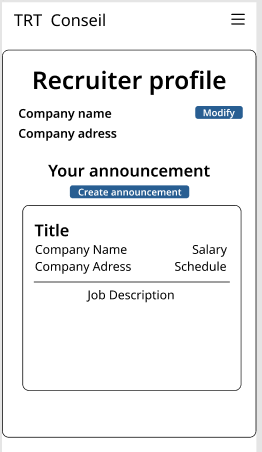 TRT Conseil
Recruiter profile
Company name Modify
Company adress
Your announcement
Create announcement
Title
Company Name Salary
Company Adress Schedule
Job Description